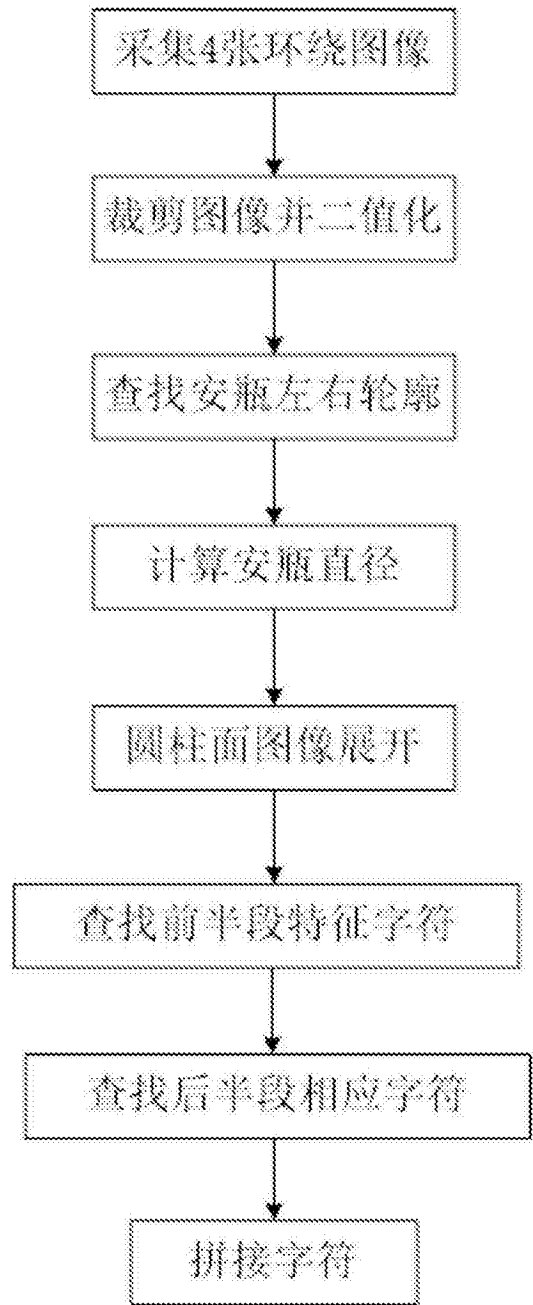 采集4张环绕图像
裁剪图像并二值化
查找安瓶左右轮廓
计算安瓶直径
圆柱面图像展开
查找前半段特征字符
查找后半段相应字符
拼接字符